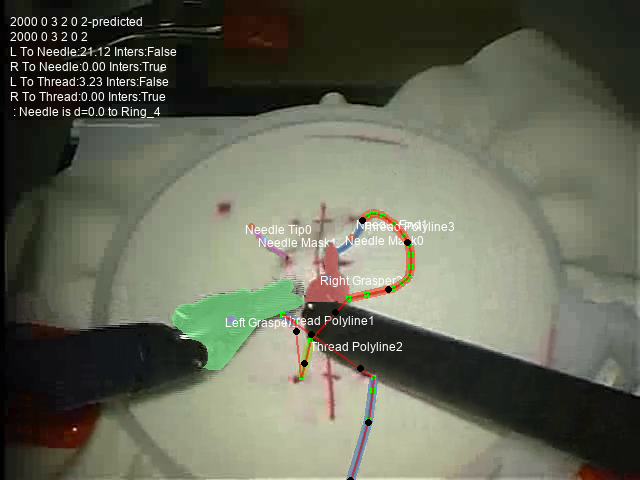 2000 0 3 2 0 2-predicted
2000 0 3 2 0 2
L To Needle:21.12 Inters:False
R To Needle:0.00 Inters:True
L To Thread:3.23 Inters:False
R To Thread:0.00 Inters:True
: Needle is d=0.0 to Ring_4
Needle Tip0
Thread Polyline3
Needle Mask
Needle Mask0
Right Grasper
Left Grasper
Thread Polyline1
Thread Polyline2